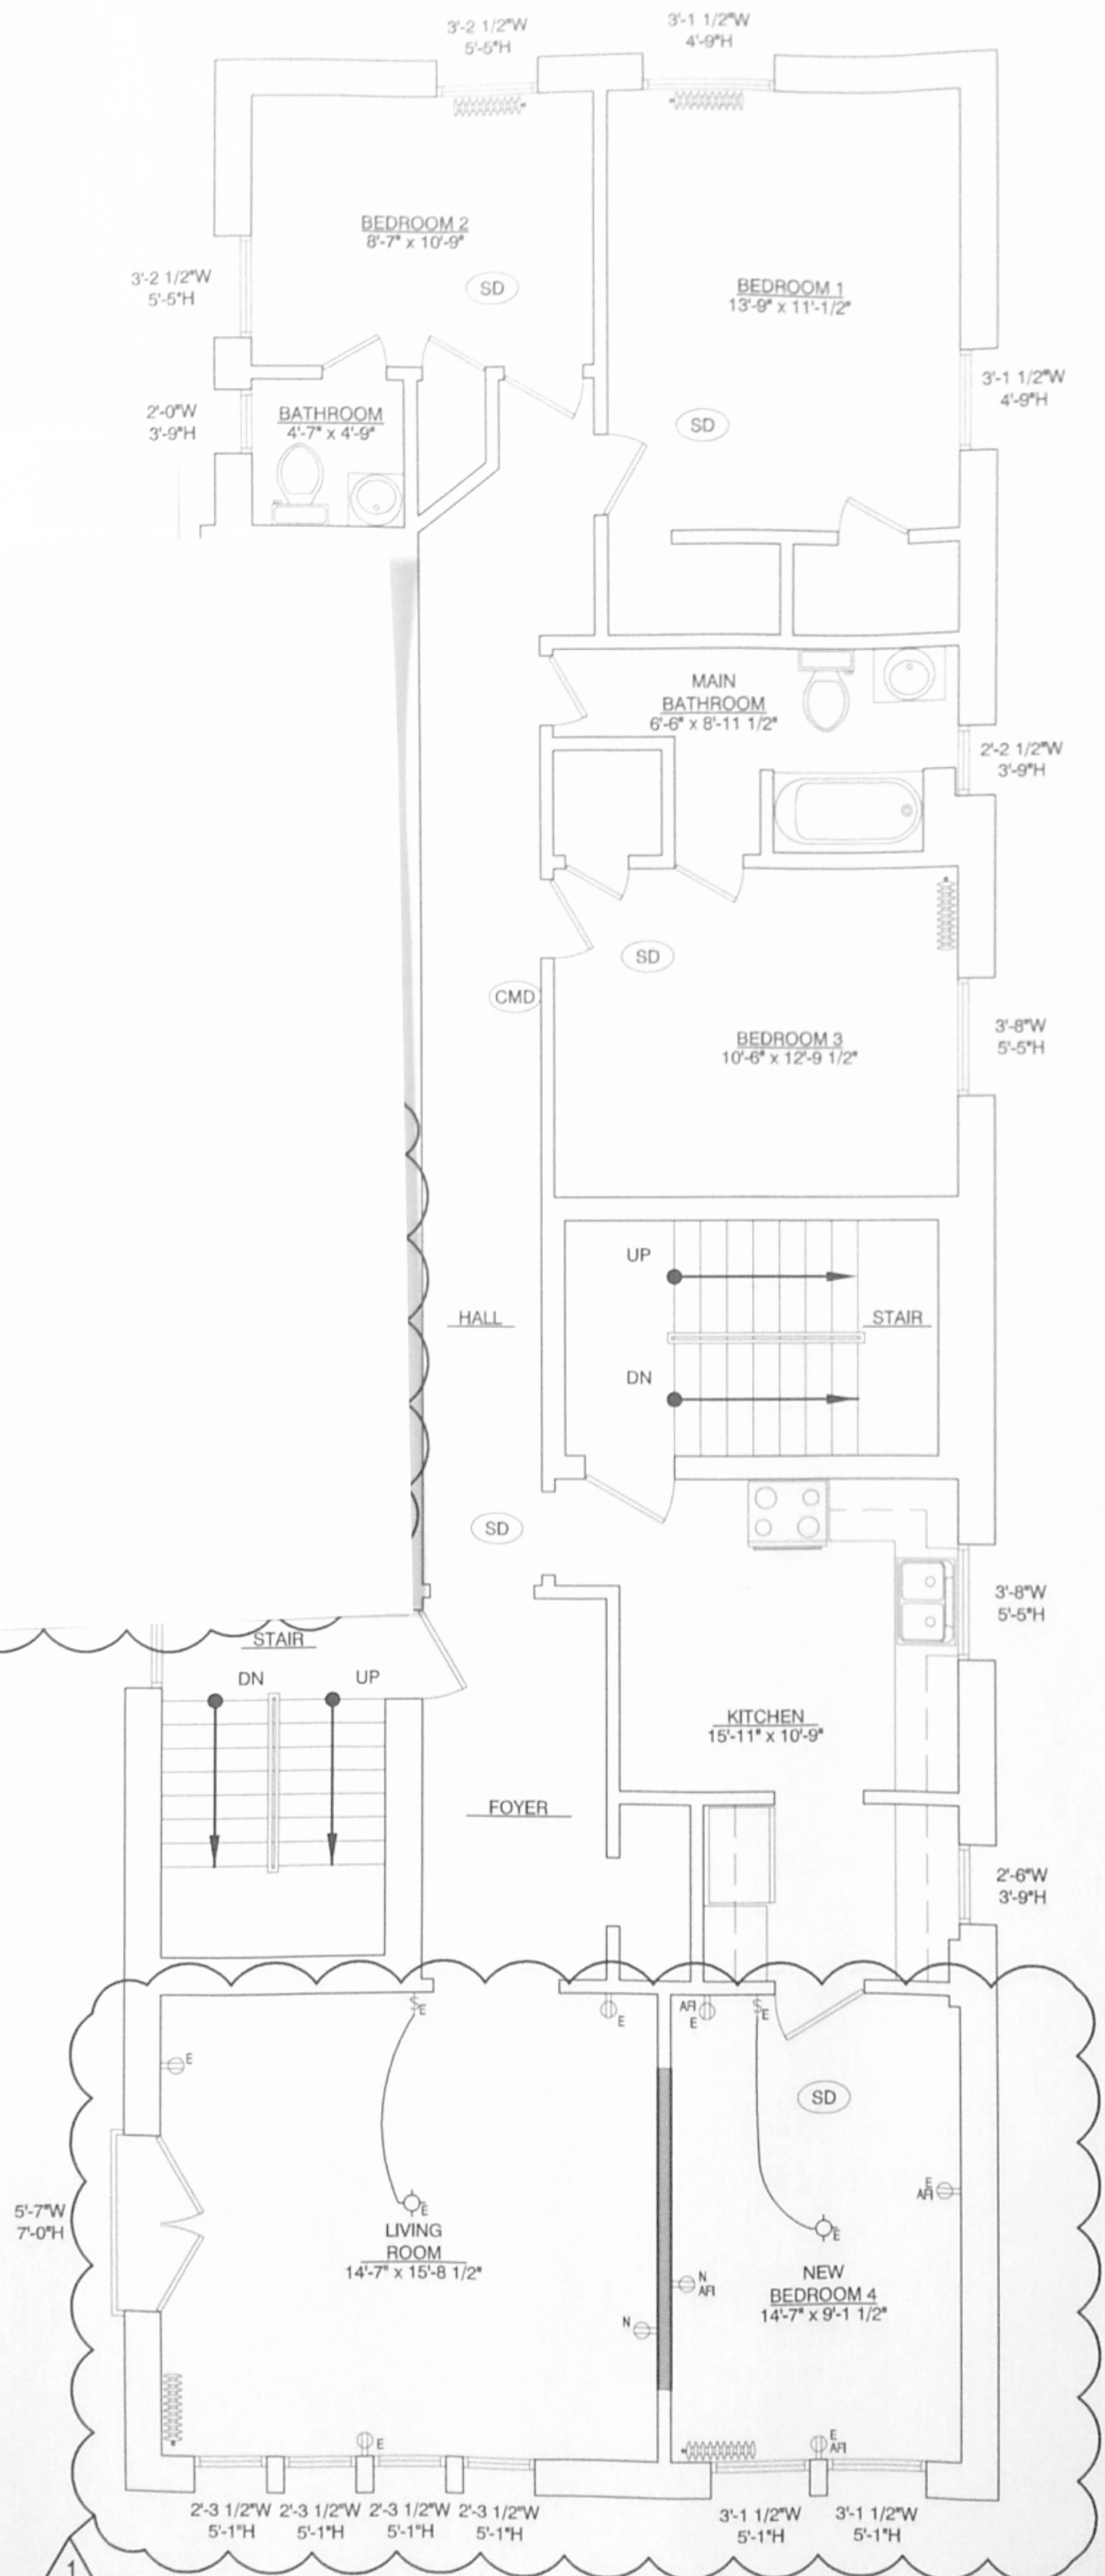 3'-2 1/2"W
5'-5"H
3'-1 1/2"W
4'-9"H
BEDROOM 2
8'-7" x 10'-9"
SD
3'-2 1/2"W
5'-5"H
BEDROOM 1
13'-9" x 11'-1/2"
3'-1 1/2"W
4'-9"H
SD
2'-0"W
3'-9"H
BATHROOM
4'-7" x 4'-9"
MAIN
BATHROOM
6'-6" x 8'-11 1/2"
2'-2 1/2"W
3'-9"H
SD
CMD
BEDROOM 3
10'-6" x 12'-9 1/2"
3'-8"W
5'-5"H
UP
HALL
STAIR
DN
SD
3'-8"W
5'-5"H
STAIR
DN
UP
KITCHEN
15'-11" x 10'-9"
FOYER
2'-6"W
3'-9"H
S E
E
AFI
E
S E
E
SD
E
AFI
5'-7"W
7'-0"H
E
LIVING
ROOM
14'-7" x 15'-8 1/2"
E
NEW
BEDROOM 4
14'-7" x 9'-1 1/2"
N
AFI
N
E
E
AFI
2'-3 1/2"W 2'-3 1/2"W 2'-3 1/2"W 2'-3 1/2"W
5'-1"H 5'-1"H 5'-1"H 5'-1"H
3'-1 1/2"W 3'-1 1/2"W
5'-1"H 5'-1"H
1